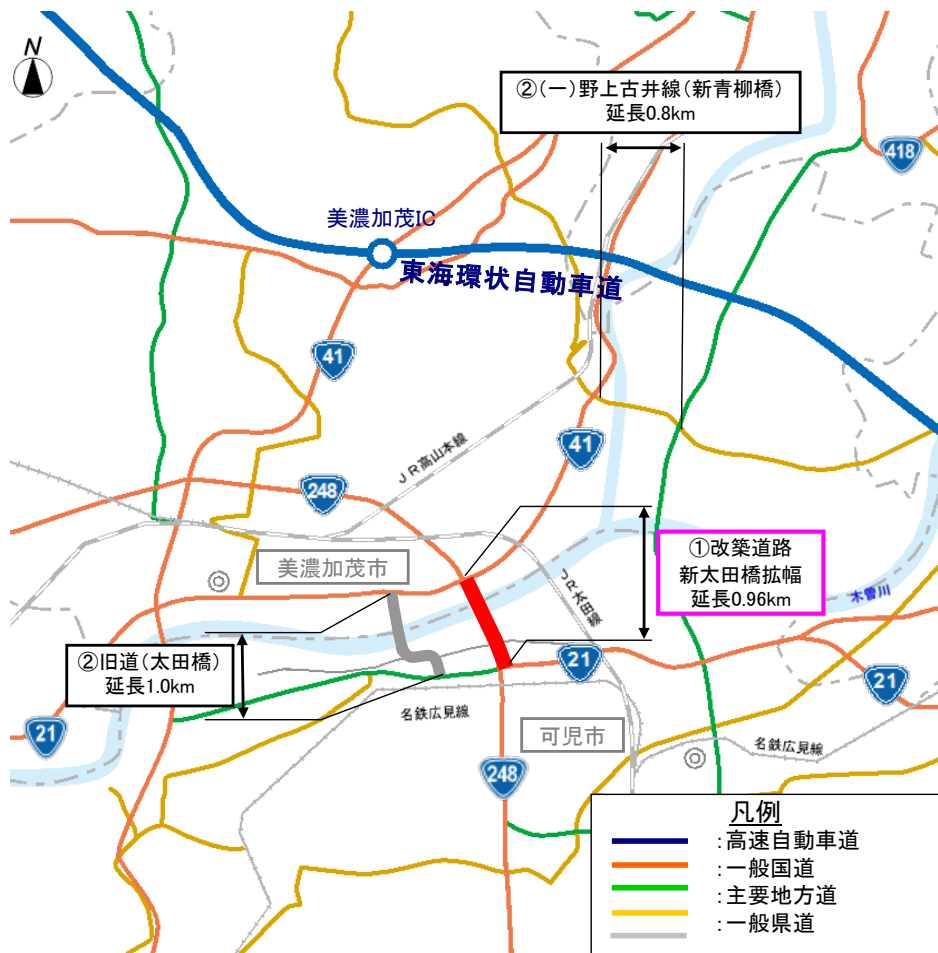 N
②(一)野上古井線(新青柳橋)
延長0.8km
418
美濃加茂IC
東海環状自動車道
41
JR高山本線
41
248
①改築道路
新太田橋拡幅
延長0.96km
美濃加茂市
JR太田線
木曽川
②旧道(太田橋)
延長1.0km
21
21
21
名鉄広見線
可児市
名鉄広見線
248
凡例
:高速自動車道
:一般国道
:主要地方道
:一般県道